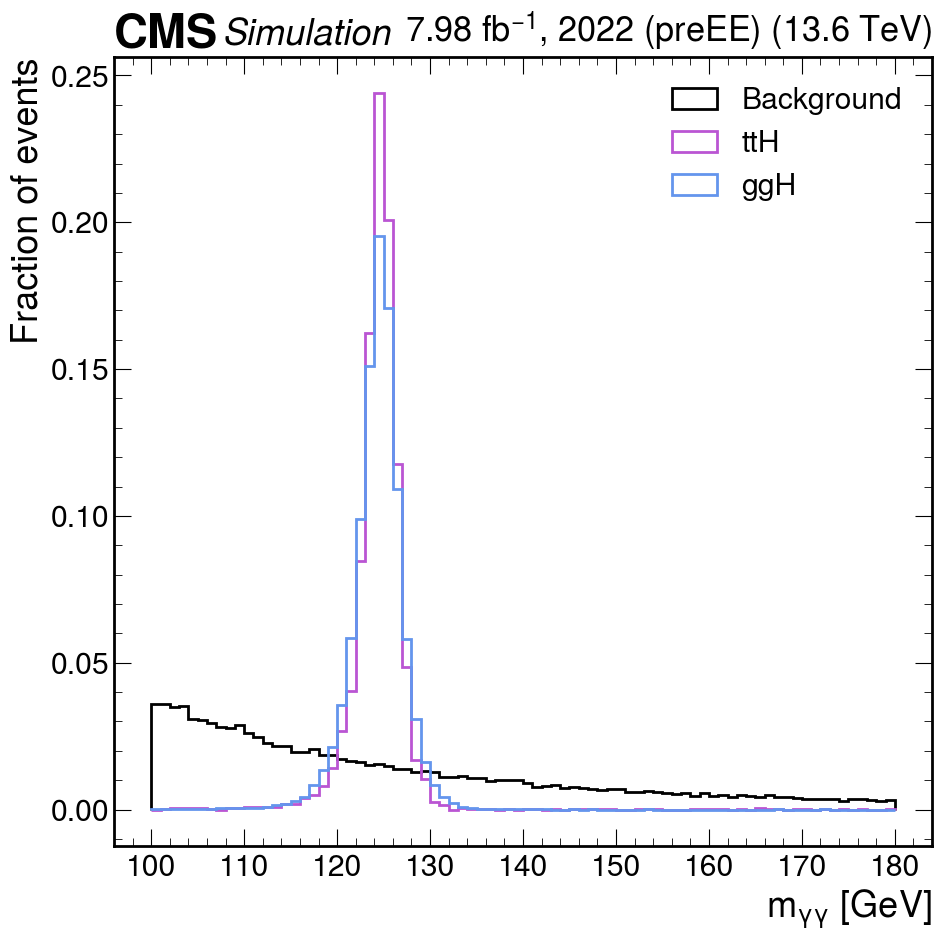 CMS Simulation 7.98 fb⁻¹, 2022 (preEE) (13.6 TeV)
Fraction of events
0.25
0.20
0.15
0.10
0.05
0.00
Background
ttH
ggH
100 110 120 130 140 150 160 170 180
mγγ [GeV]